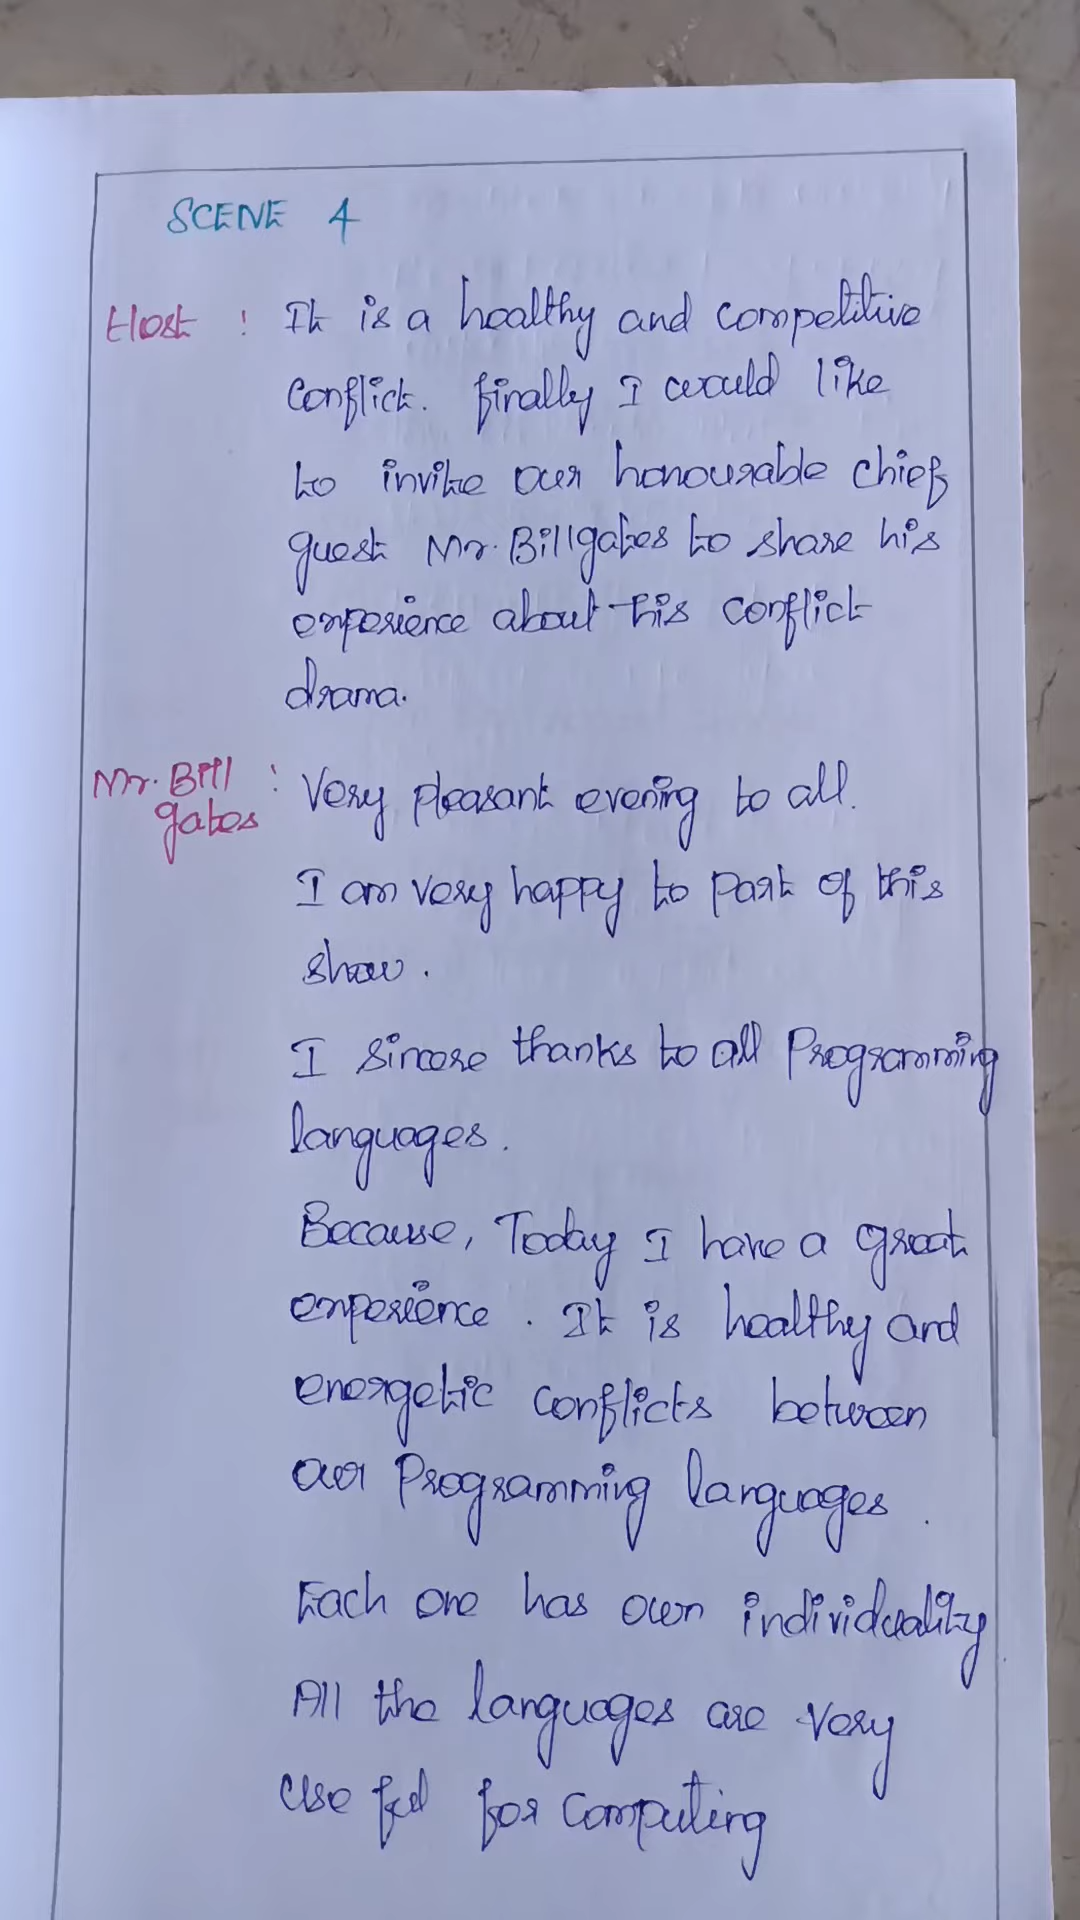 SCENE 4
Host : It is a healthy and competitive
conflict. finally I would like
to invite our honourable chief
guest Mr. Billgates to share his
experience about this conflict
drama.
Mr. Bill : Very pleasant evening to all.
gates
I am very happy to part of this
show.
I sincere thanks to all Programming
languages.
Because, Today I have a great
experience. It is healthy and
energetic conflicts between
our Programming languages.
Each one has own individuality
All the languages are very
use ful for computing